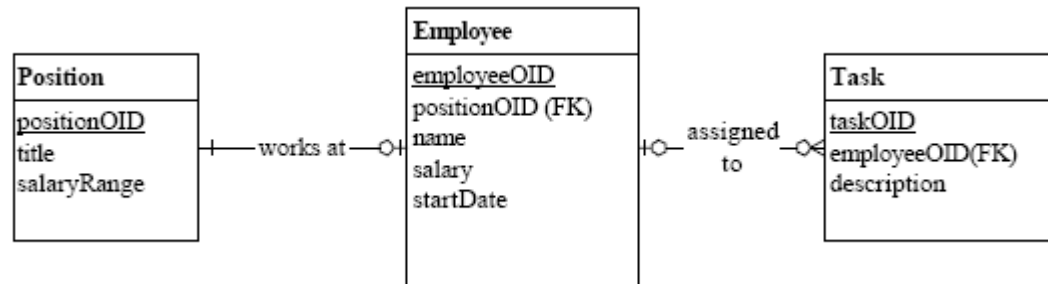 Position
positionOID
title
salaryRange
works at
Employee
employeeOID
positionOID (FK)
name
salary
startDate
assigned
to
Task
taskOID
employeeOID(FK)
description